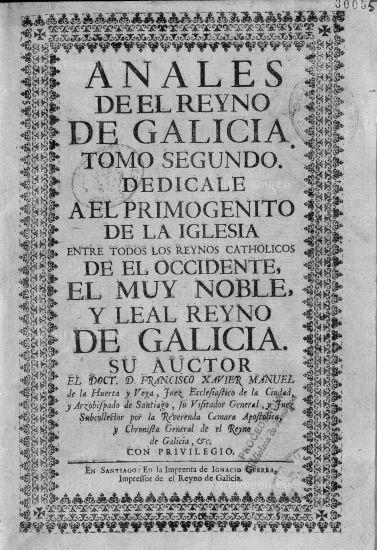 30055
ANALES
DE EL REYNO
DE GALICIA.
TOMO SEGUNDO.
DEDICALE
A EL PRIMOGENITO
DE LA IGLESIA
ENTRE TODOS LOS REYNOS CATHOLICOS
DE EL OCCIDENTE,
EL MUY NOBLE,
Y LEAL REYNO
DE GALICIA.
SU AUCTOR
EL DOCT. D. FRANCISCO XAVIER MANUEL
de la Huerta y Vega, Juez Ecclesiastico de la Ciudad,
y Arzobispado de Santiago, su Visitador General, y Juez
Subcollector por la Reverenda Camara Apostolica,
y Chronista General de el Reyno
de Galicia, &c.
CON PRIVILEGIO.
EN SANTIAGO: En la Imprenta de IGNACIO GUERRA,
Impressor de el Reyno de Galicia.